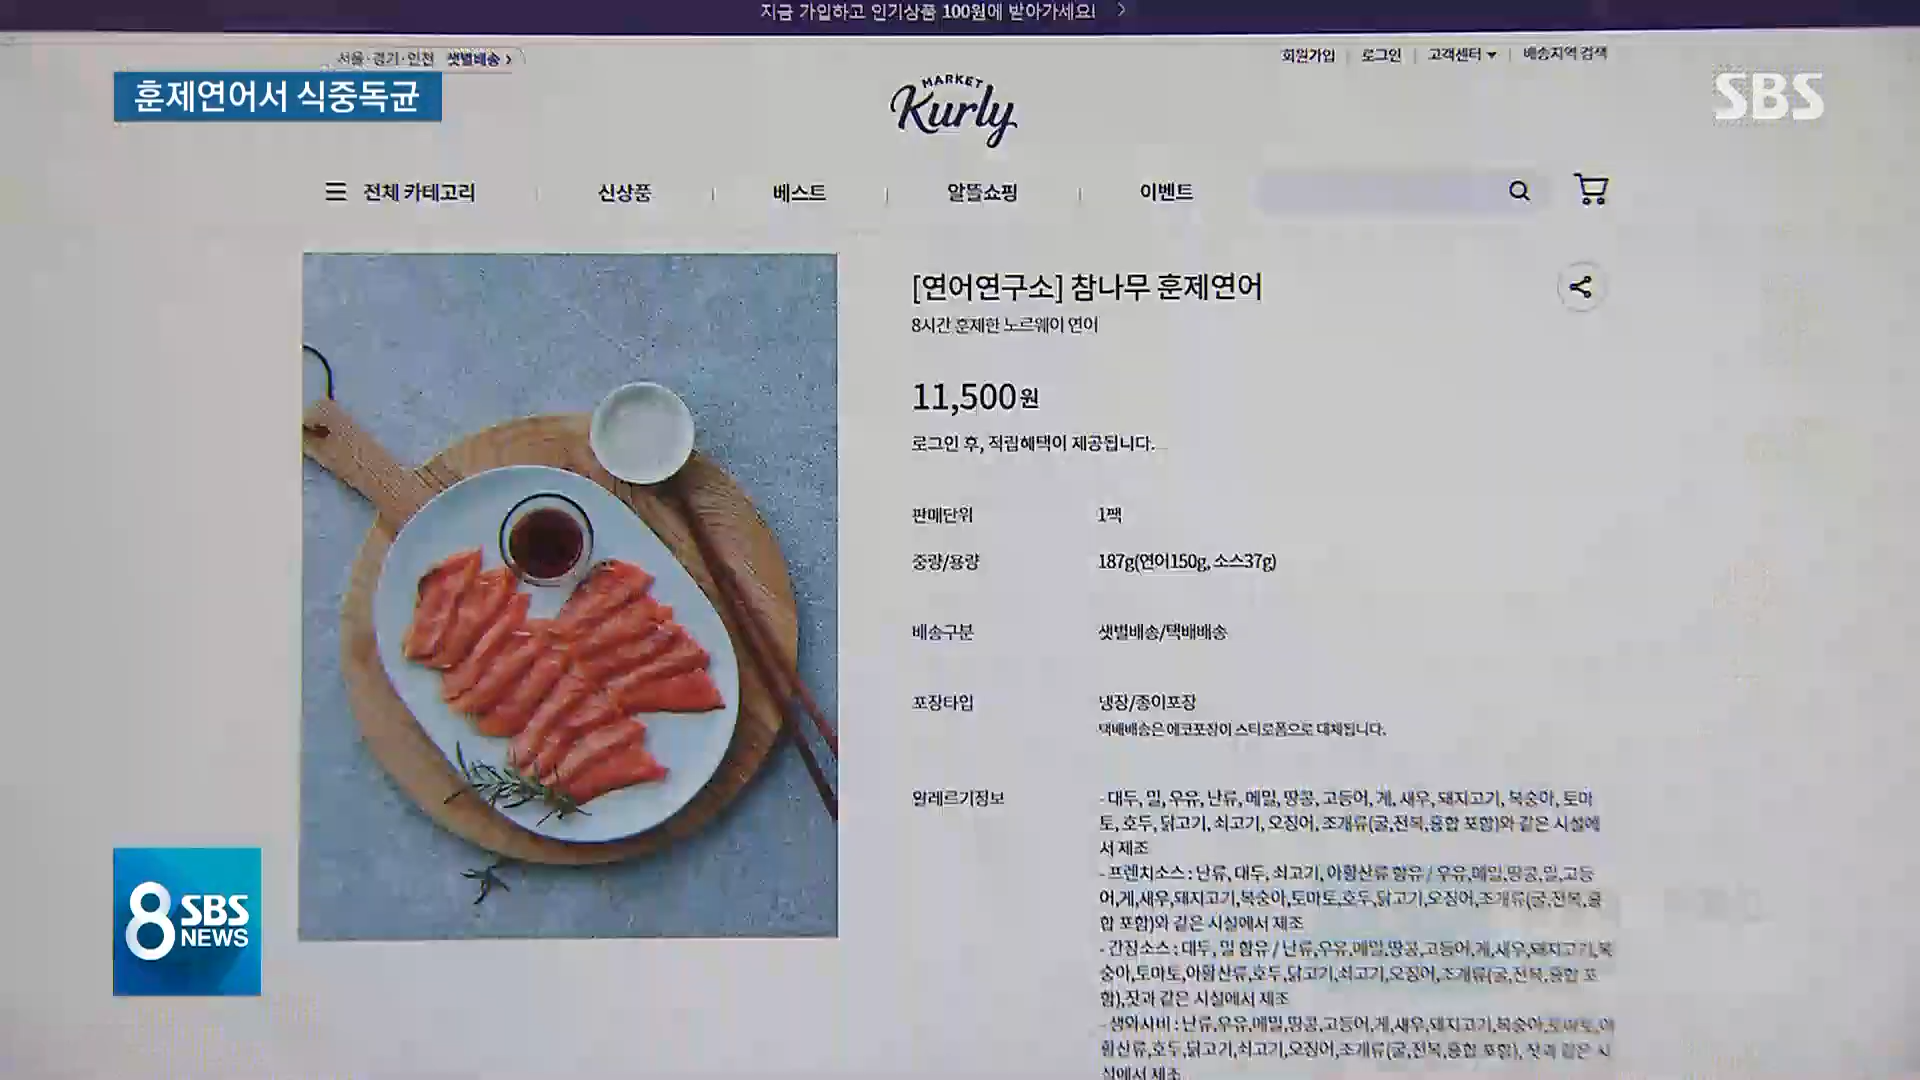 지금 가입하고 인기상품 100원에 받아가세요!
서울·경기·인천 샛별배송
회원가입 로그인 고객센터 배송지역 검색
훈제연어서 식중독균
MARKET
Kurly
SBS
전체 카테고리 신상품 베스트 알뜰쇼핑 이벤트
[연어연구소] 참나무 훈제연어
8시간 훈제한 노르웨이 연어
11,500원
로그인 후, 적립혜택이 제공됩니다.
판매단위 1팩
중량/용량 187g(연어150g, 소스37g)
배송구분 샛별배송/택배배송
포장타입 냉장/종이포장
택배배송은 에코포장이 스티로폼으로 대체됩니다.
알레르기정보 - 대두, 밀, 우유, 난류, 메밀, 땅콩, 고등어, 게, 새우, 돼지고기, 복숭아, 토마
토, 호두, 닭고기, 쇠고기, 오징어, 조개류(굴,전복,홍합 포함)와 같은 시설에
서 제조
- 프렌치소스 : 난류, 대두, 쇠고기, 아황산류 함유 / 우유,메밀,땅콩,밀,고등
어,게,새우,돼지고기,복숭아,토마토,호두,닭고기,오징어,조개류(굴,전복,홍
합 포함)와 같은 시설에서 제조
- 간장소스 : 대두, 밀 함유 / 난류,우유,메밀,땅콩,고등어,게,새우,돼지고기,복
숭아,토마토,아황산류,호두,닭고기,쇠고기,오징어,조개류(굴,전복,홍합 포
함),잣과 같은 시설에서 제조
- 생와사비 : 난류,우유,메밀,땅콩,고등어,게,새우,돼지고기,복숭아,토마토,아
황산류,호두,닭고기,쇠고기,오징어,조개류(굴,전복,홍합 포함), 잣과 같은 시
설에서 제조
8 SBS
NEWS